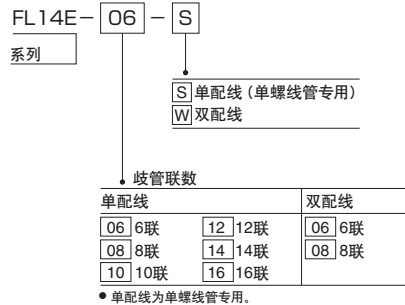 FL14E-06-S
系列
S 单配线（单螺线管专用）
W 双配线
歧管联数
单配线 双配线
06 6联 12 12联 06 6联
08 8联 14 14联 08 8联
10 10联 16 16联
● 单配线为单螺线管专用。